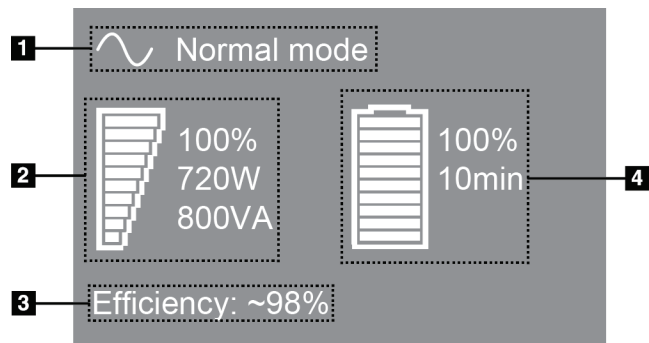 1
Normal mode
2
100%
720W
800VA
100%
10min
4
3
Efficiency: ~98%